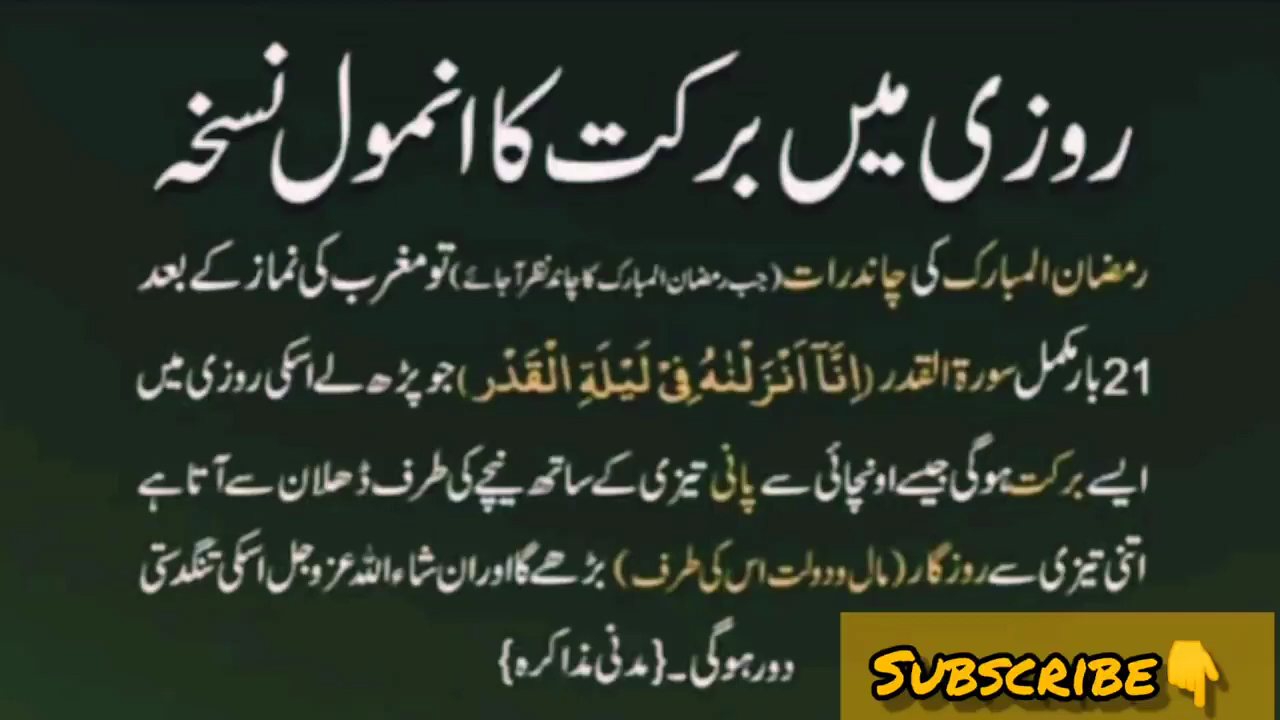 روزی میں برکت کا انمول نسخہ
رمضان المبارک کی چاند رات (جب رمضان المبارک کا چاند نظر آجائے) تو مغرب کی نماز کے بعد
21 بار مکمل سورۃ القدر (اِنَّاۤ اَنْزَلْنٰهُ فِیْ لَیْلَةِ الْقَدْرِ) جو پڑھ لے اسکی روزی میں
ایسے برکت ہوگی جیسے اونچائی سے پانی تیزی کے ساتھ نیچے کی طرف ڈھلان سے آتا ہے
اتنی تیزی سے روزگار (مال و دولت اس کی طرف) بڑھے گا اور ان شاء اللہ عزوجل اسکی تنگدستی
دور ہوگی۔ {مدنی مذاکرہ}
SUBSCRIBE👇